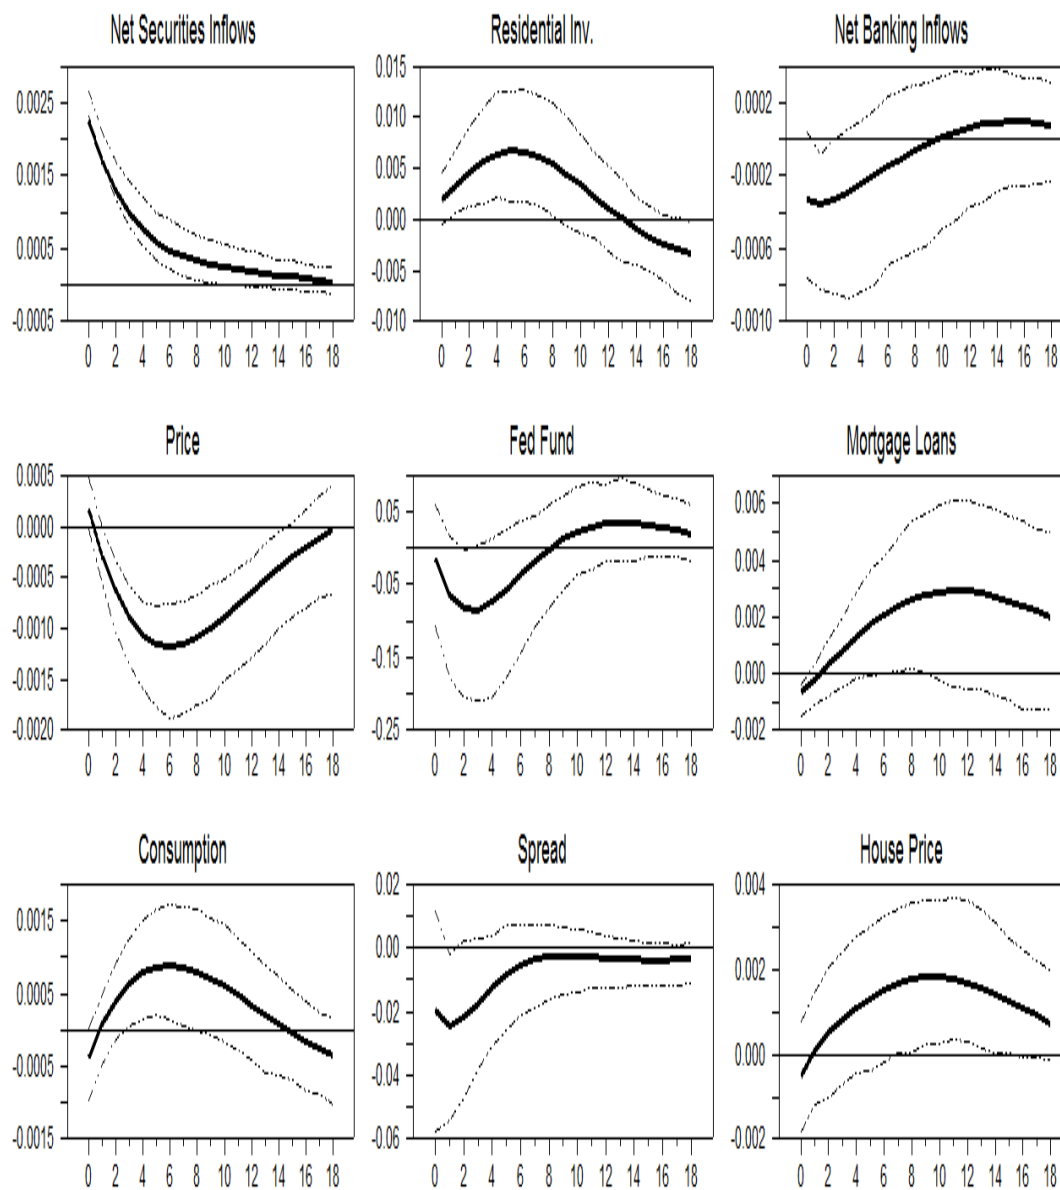 Net Securities Inflows
0.0025
0.0015
0.0005
-0.0005
0 2 4 6 8 10 12 14 16 18
Residential Inv.
0.015
0.010
0.005
0.000
-0.005
-0.010
0 2 4 6 8 10 12 14 16 18
Net Banking Inflows
0.0002
-0.0002
-0.0006
-0.0010
0 2 4 6 8 10 12 14 16 18
Price
0.0005
0.0000
-0.0005
-0.0010
-0.0015
-0.0020
0 2 4 6 8 10 12 14 16 18
Fed Fund
0.05
-0.05
-0.15
-0.25
0 2 4 6 8 10 12 14 16 18
Mortgage Loans
0.006
0.004
0.002
0.000
-0.002
0 2 4 6 8 10 12 14 16 18
Consumption
0.0015
0.0005
-0.0005
-0.0015
0 2 4 6 8 10 12 14 16 18
Spread
0.02
0.00
-0.02
-0.04
-0.06
0 2 4 6 8 10 12 14 16 18
House Price
0.004
0.002
0.000
-0.002
0 2 4 6 8 10 12 14 16 18